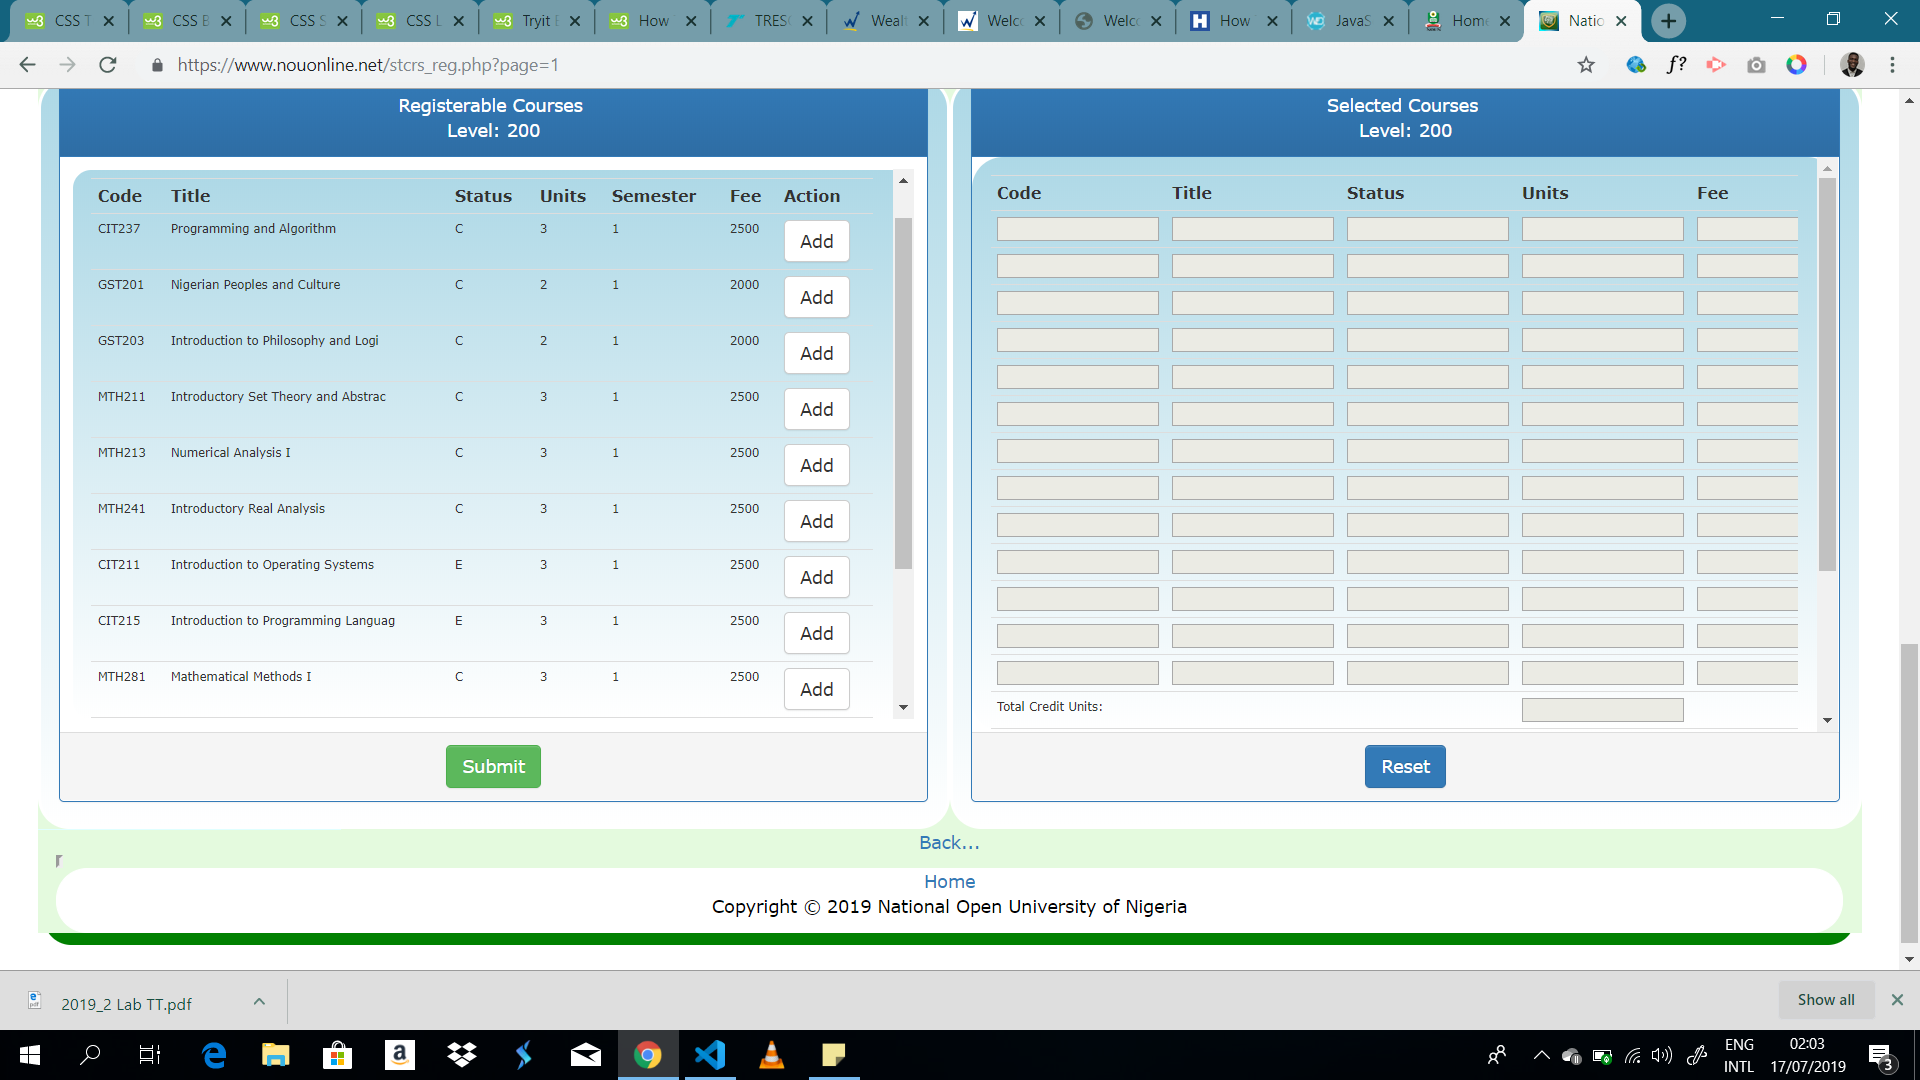 CSS T
CSS B
CSS S
CSS L
Tryit E
How T
TRES
Wealt
Welco
Welco
How
JavaS
Home
Natio
https://www.nouonline.net/stcrs_reg.php?page=1
f?
Registerable Courses
Level: 200
Code Title Status Units Semester Fee Action
CIT237 Programming and Algorithm C 3 1 2500 Add
GST201 Nigerian Peoples and Culture C 2 1 2000 Add
GST203 Introduction to Philosophy and Logi C 2 1 2000 Add
MTH211 Introductory Set Theory and Abstrac C 3 1 2500 Add
MTH213 Numerical Analysis I C 3 1 2500 Add
MTH241 Introductory Real Analysis C 3 1 2500 Add
CIT211 Introduction to Operating Systems E 3 1 2500 Add
CIT215 Introduction to Programming Languag E 3 1 2500 Add
MTH281 Mathematical Methods I C 3 1 2500 Add
Submit
Selected Courses
Level: 200
Code Title Status Units Fee
Total Credit Units:
Reset
Back...
Home
Copyright © 2019 National Open University of Nigeria
2019_2 Lab TT.pdf
Show all
ENG
INTL
02:03
17/07/2019
3